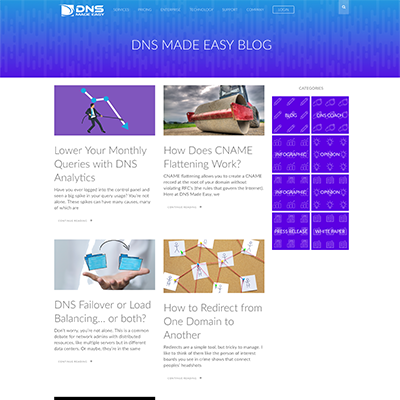 DNS
MADE EASY
SERVICES PRICING ENTERPRISE TECHNOLOGY SUPPORT COMPANY LOGIN
DNS MADE EASY BLOG
Lower Your Monthly
Queries with DNS
Analytics
Have you ever logged into the control panel and
seen a big spike in your query usage? You're not
alone. These spikes can have many causes, many
of which are
CONTINUE READING
How Does CNAME
Flattening Work?
CNAME flattening allows you to create a CNAME
record at the root of your domain without
violating RFC's (the rules that govern the Internet).
Here at DNS Made Easy, we
CONTINUE READING
DNS Failover or Load
Balancing... or both?
Don't worry, you're not alone. This is a common
debate for network admins with distributed
resources, like multiple servers but in different
data centers. Or maybe, they're in the same
CONTINUE READING
How to Redirect from
One Domain to
Another
Redirects are a simple tool, but tricky to manage. I
like to think of them like the person of interest
boards you see in crime shows that connect
peoples' headshots
CONTINUE READING
CATEGORIES
BLOG
DNS COACH
INFOGRAPHIC
OPINION
INFOGRAPHIC
OPINION
PRESS RELEASE
WHITE PAPER